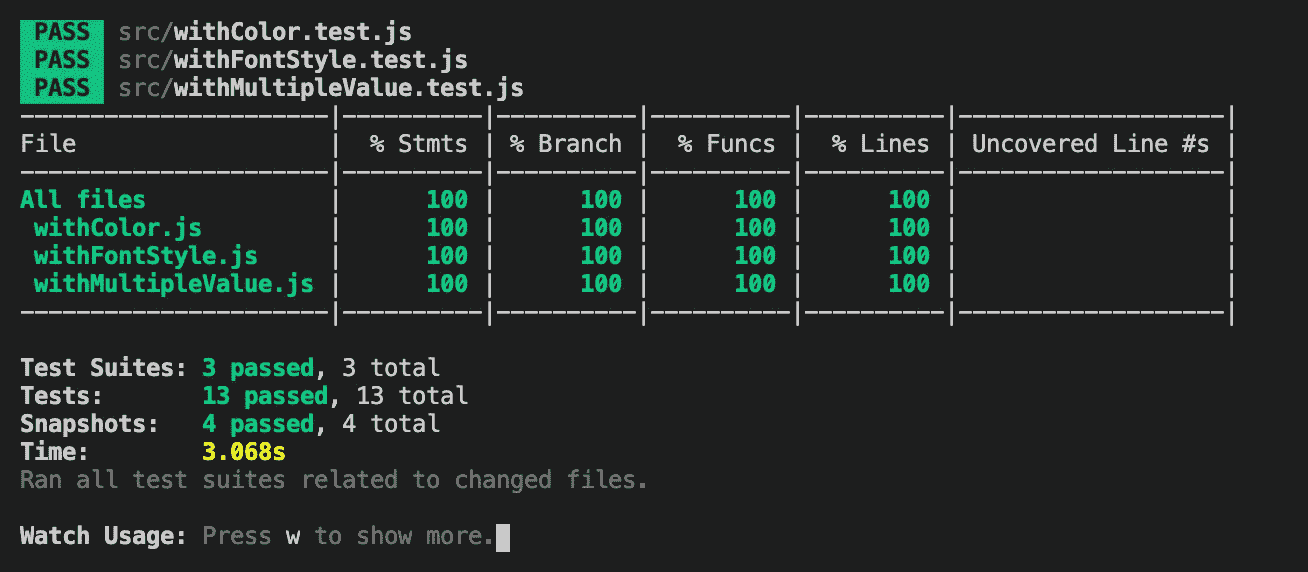 PASS src/withColor.test.js
PASS src/withFontStyle.test.js
PASS src/withMultipleValue.test.js
----------------------|----------|----------|----------|----------|-------------------|
File                  |  % Stmts | % Branch |  % Funcs |  % Lines | Uncovered Line #s |
----------------------|----------|----------|----------|----------|-------------------|
All files             |      100 |      100 |      100 |      100 |                   |
 withColor.js         |      100 |      100 |      100 |      100 |                   |
 withFontStyle.js     |      100 |      100 |      100 |      100 |                   |
 withMultipleValue.js |      100 |      100 |      100 |      100 |                   |
----------------------|----------|----------|----------|----------|-------------------|
Test Suites: 3 passed, 3 total
Tests:       13 passed, 13 total
Snapshots:   4 passed, 4 total
Time:        3.068s
Ran all test suites related to changed files.
Watch Usage: Press w to show more.